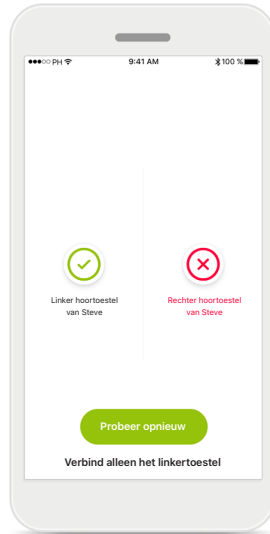 PH 9:41 AM 100 %
Linker hoortoestel
van Steve
Rechter hoortoestel
van Steve
Probeer opnieuw
Verbind alleen het linkertoestel